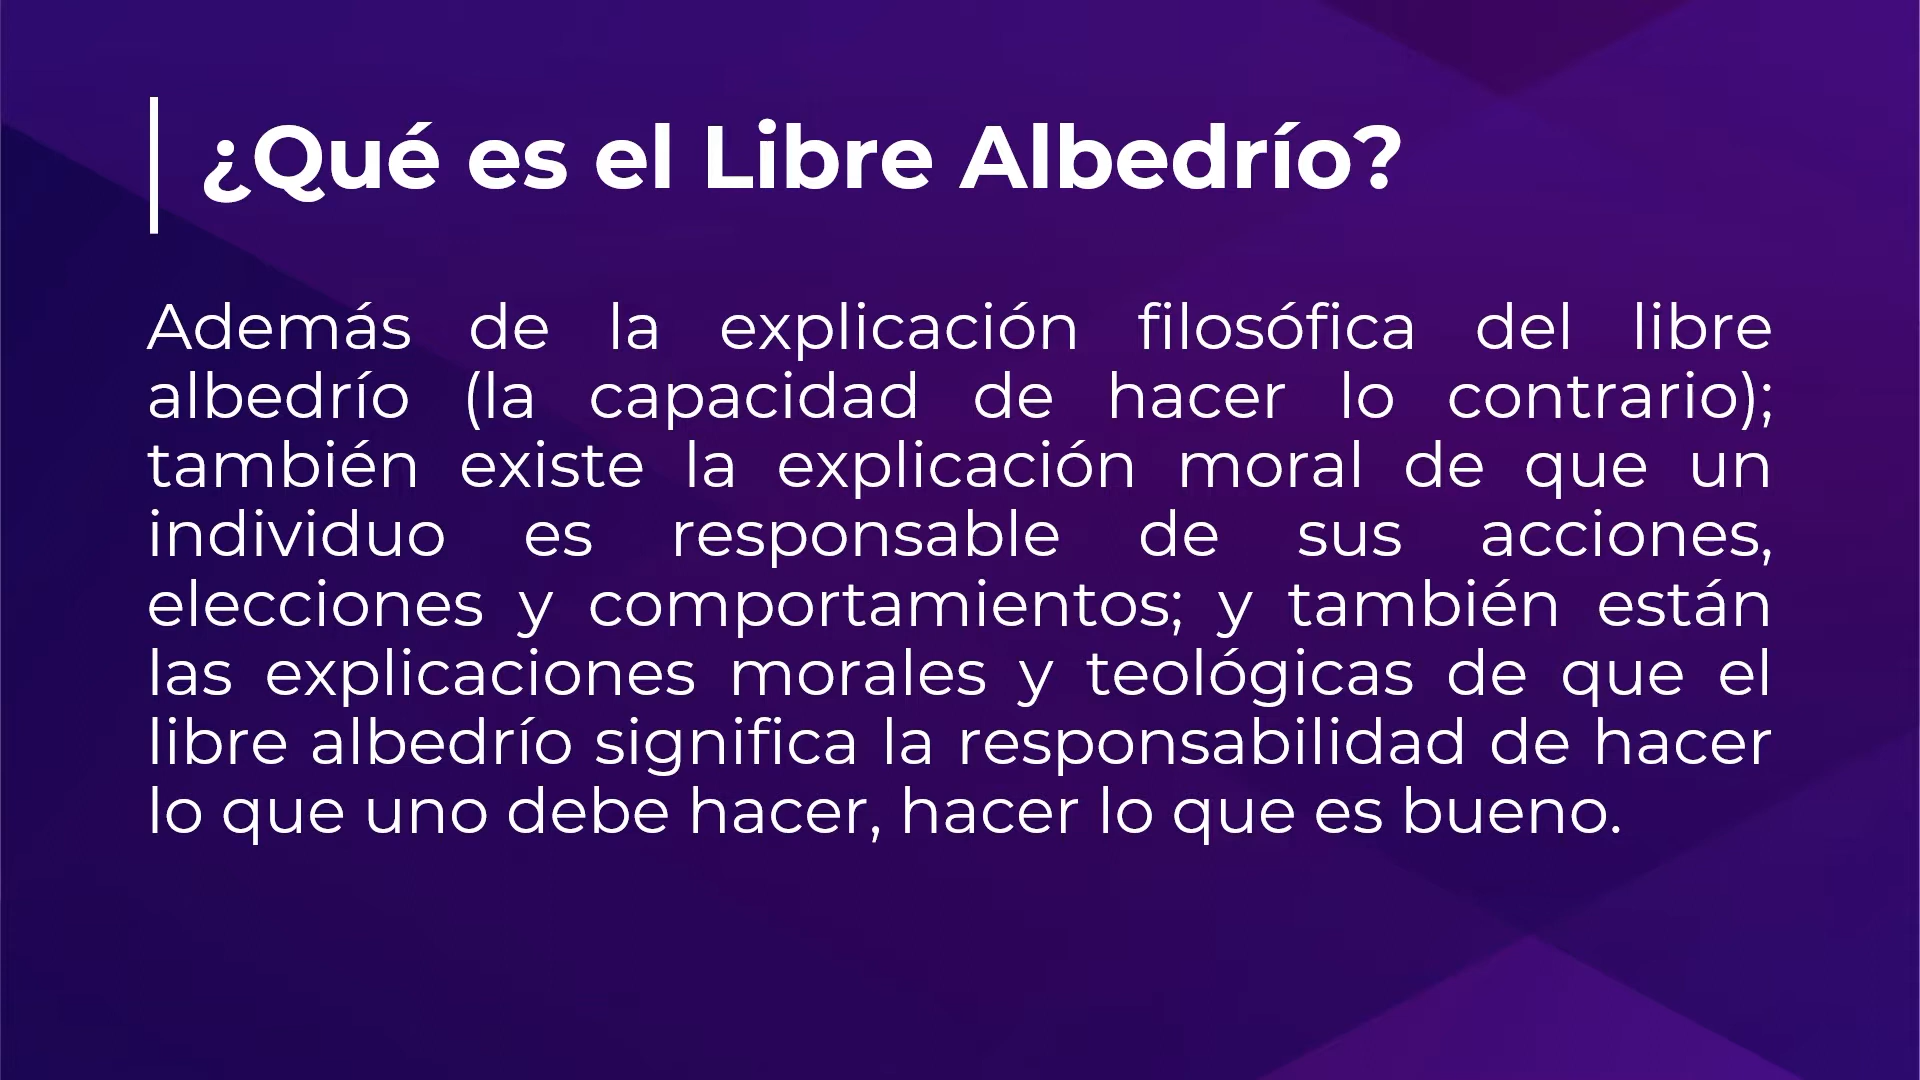 ¿Qué es el Libre Albedrío?
Además de la explicación filosófica del libre
albedrío (la capacidad de hacer lo contrario);
también existe la explicación moral de que un
individuo es responsable de sus acciones,
elecciones y comportamientos; y también están
las explicaciones morales y teológicas de que el
libre albedrío significa la responsabilidad de hacer
lo que uno debe hacer, hacer lo que es bueno.